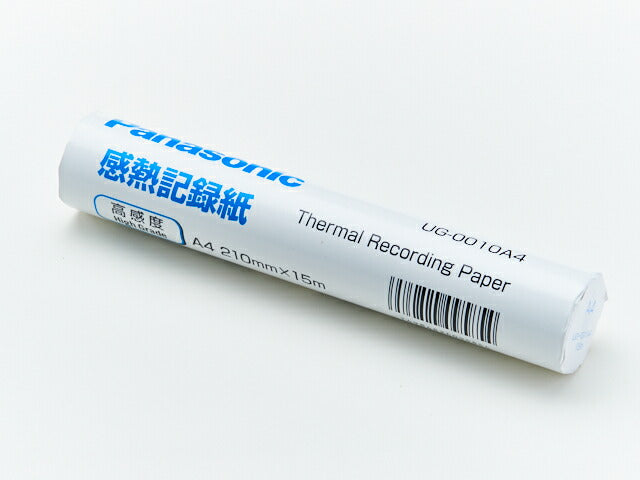 Panasonic
感熱記録紙
高感度
High Grade
A4 210mm×15m
Thermal Recording Paper
UG-0010A4